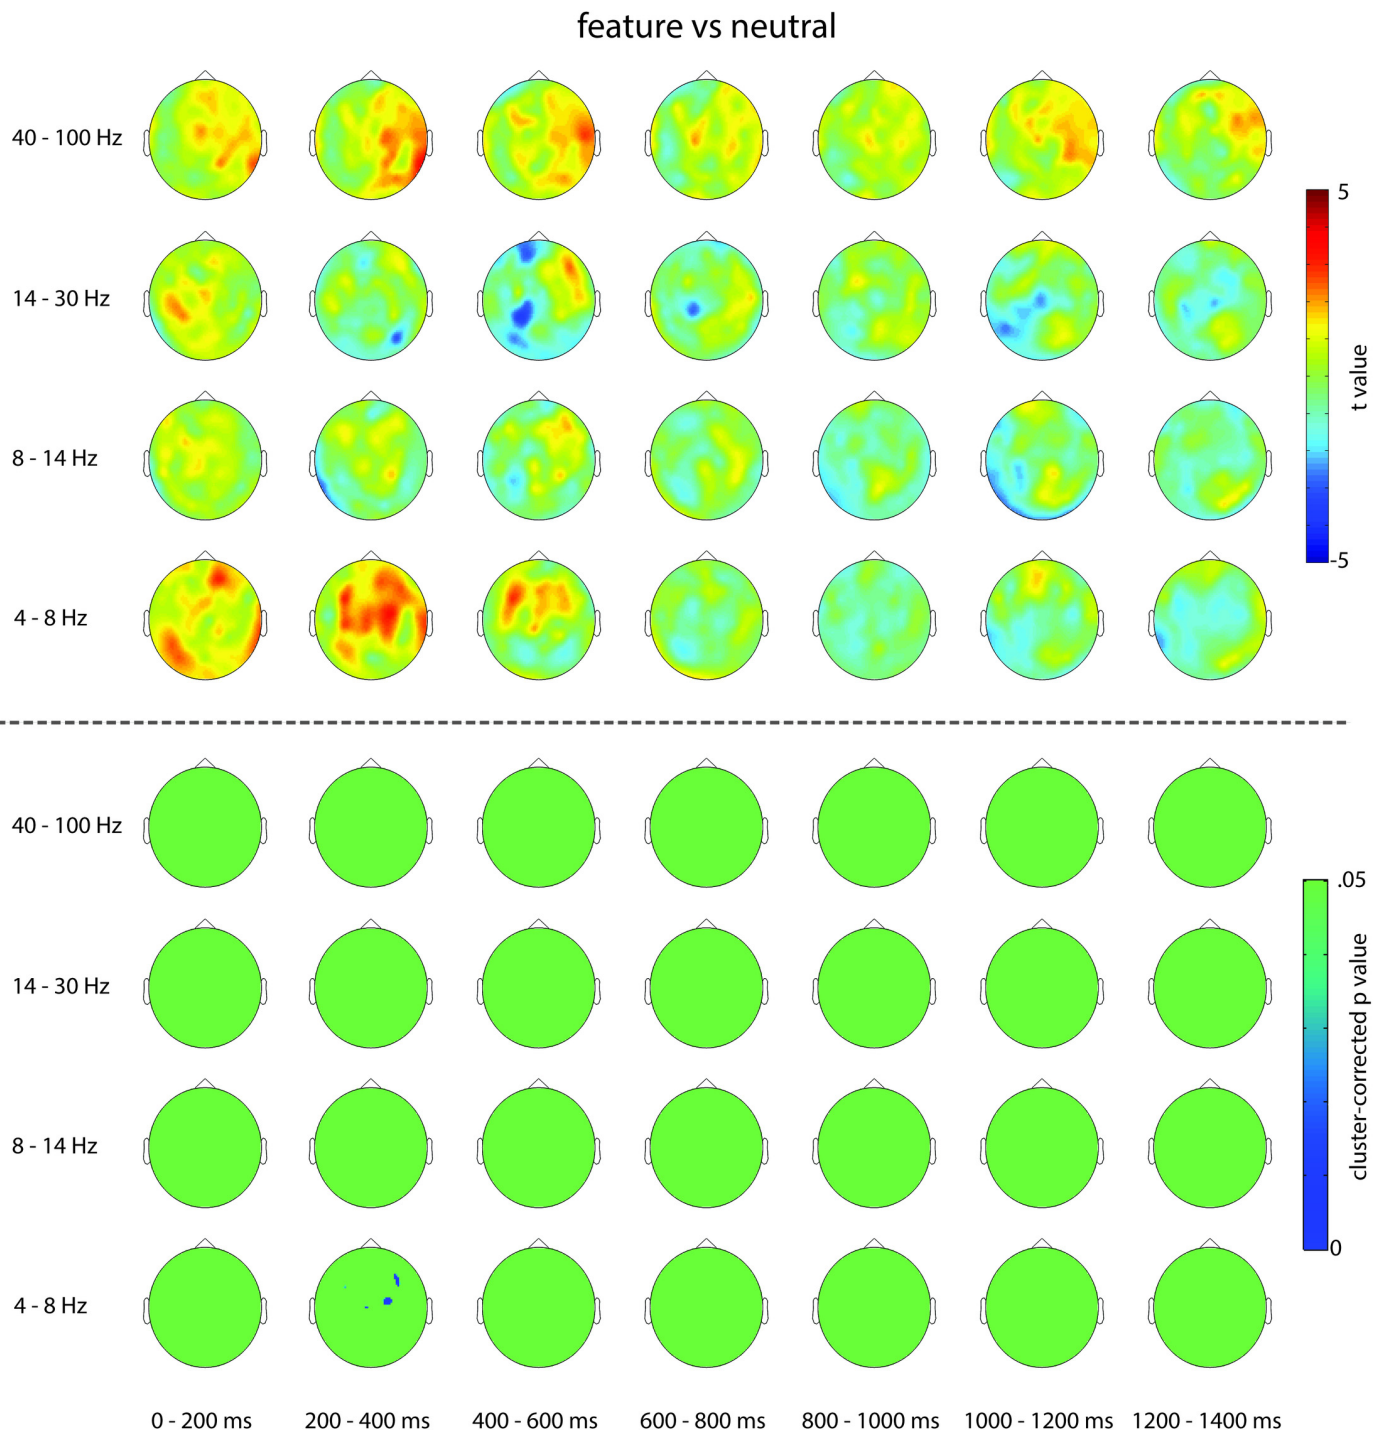 feature vs neutral
40 - 100 Hz
5
14 - 30 Hz
t value
8 - 14 Hz
-5
4 - 8 Hz
40 - 100 Hz
.05
14 - 30 Hz
cluster-corrected p value
8 - 14 Hz
0
4 - 8 Hz
0 - 200 ms 200 - 400 ms 400 - 600 ms 600 - 800 ms 800 - 1000 ms 1000 - 1200 ms 1200 - 1400 ms